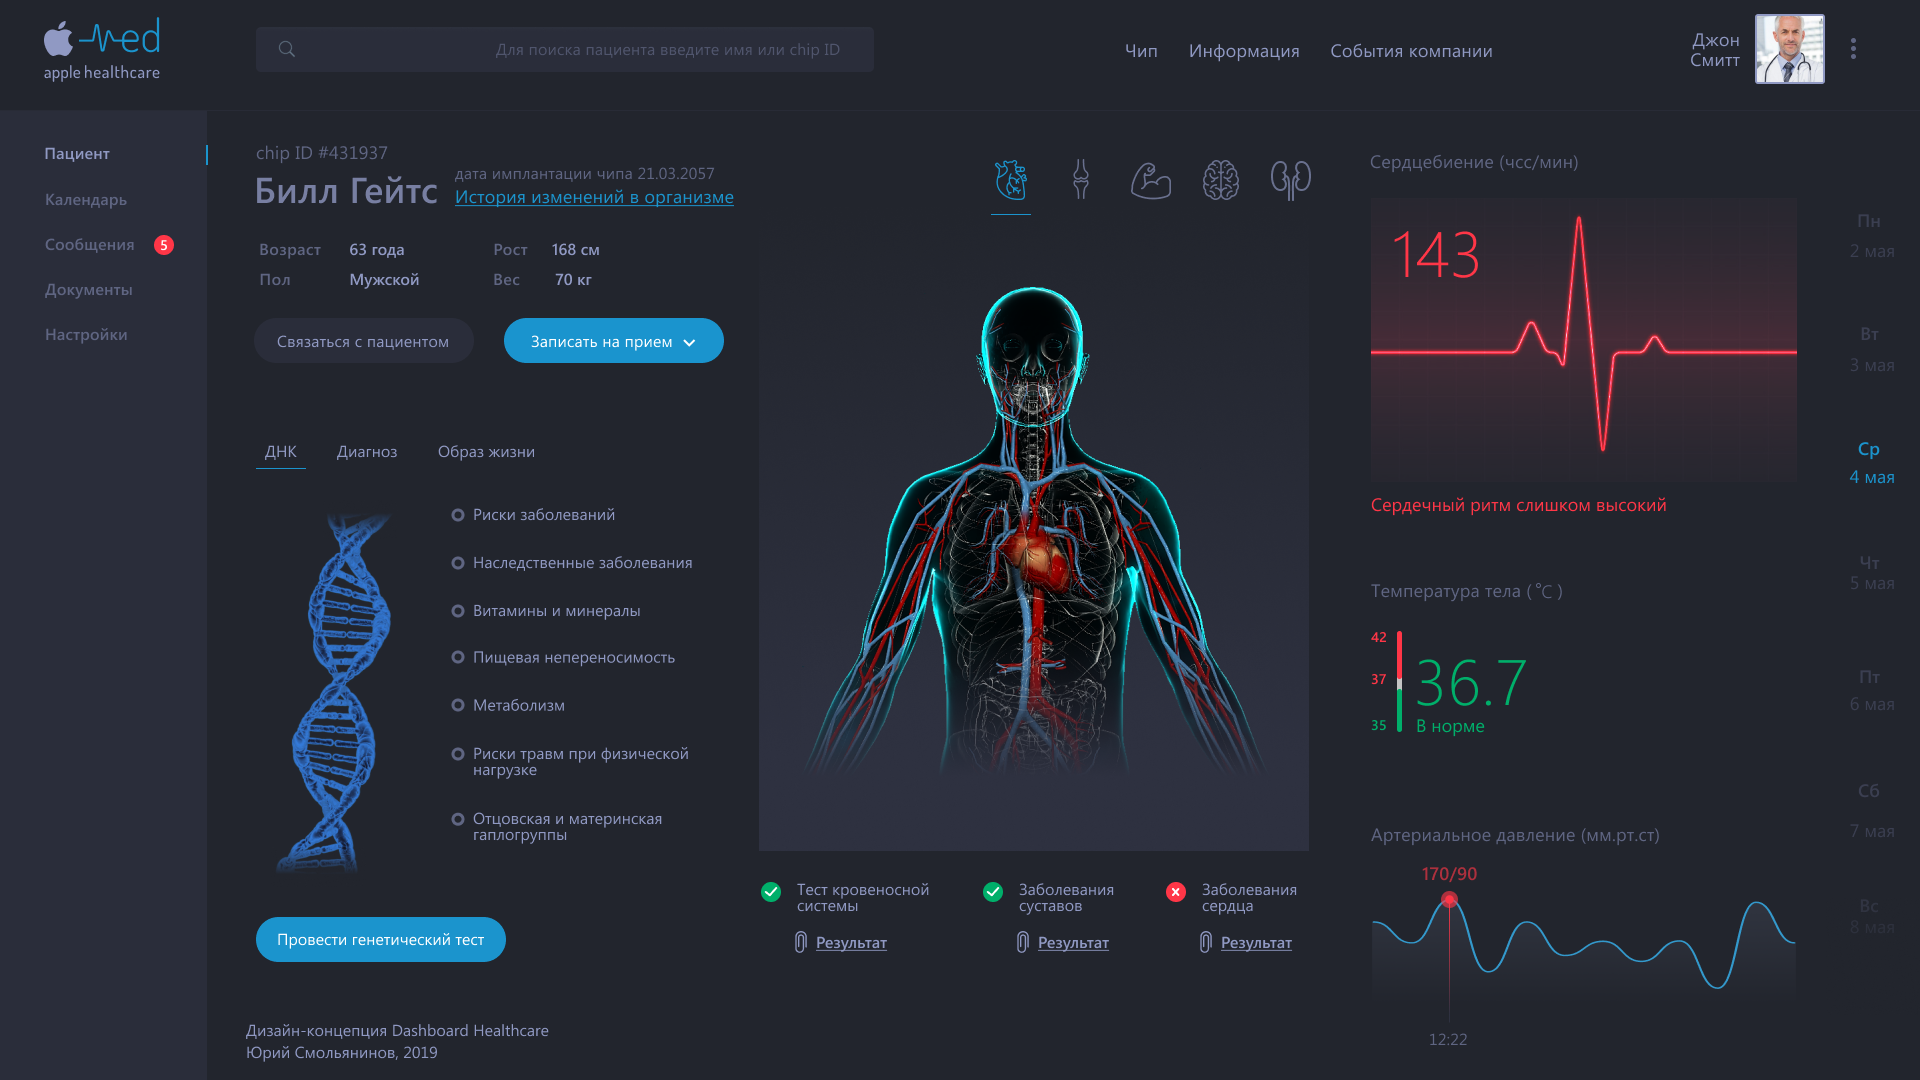 Med
apple healthcare
Для поиска пациента введите имя или chip ID
Чип
Информация
События компании
Джон
Смитт
Пациент
Календарь
Сообщения
5
Документы
Настройки
chip ID #431937
Билл Гейтс
дата имплантации чипа 21.03.2057
История изменений в организме
Возраст 63 года
Рост 168 см
Пол Мужской
Вес 70 кг
Связаться с пациентом
Записать на прием
ДНК
Диагноз
Образ жизни
Риски заболеваний
Наследственные заболевания
Витамины и минералы
Пищевая непереносимость
Метаболизм
Риски травм при физической
нагрузке
Отцовская и материнская
гаплогруппы
Провести генетический тест
Тест кровеносной
системы
Результат
Заболевания
суставов
Результат
Заболевания
сердца
Результат
Сердцебиение (чсс/мин)
143
Сердечный ритм слишком высокий
Температура тела ( °C )
42
37
35
36.7
В норме
Артериальное давление (мм.рт.ст)
170/90
12:22
Пн
2 мая
Вт
3 мая
Ср
4 мая
Чт
5 мая
Пт
6 мая
Сб
7 мая
Вс
8 мая
Дизайн-концепция Dashboard Healthcare
Юрий Смольянинов, 2019